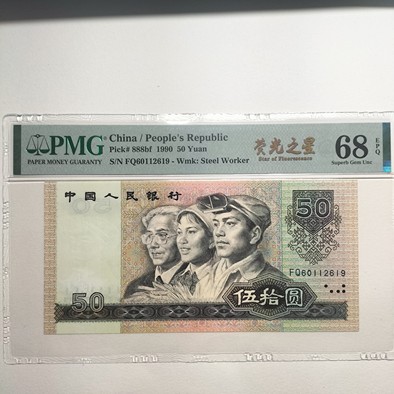 PMG
PAPER MONEY GUARANTY
China / People's Republic
Pick# 888bf 1990 50 Yuan
S/N FQ60112619 - Wmk: Steel Worker
荧光之星
Star of Fluorescence
68 EPQ
Superb Gem Unc
中国人民银行
50
FQ60112619
50
伍拾圆